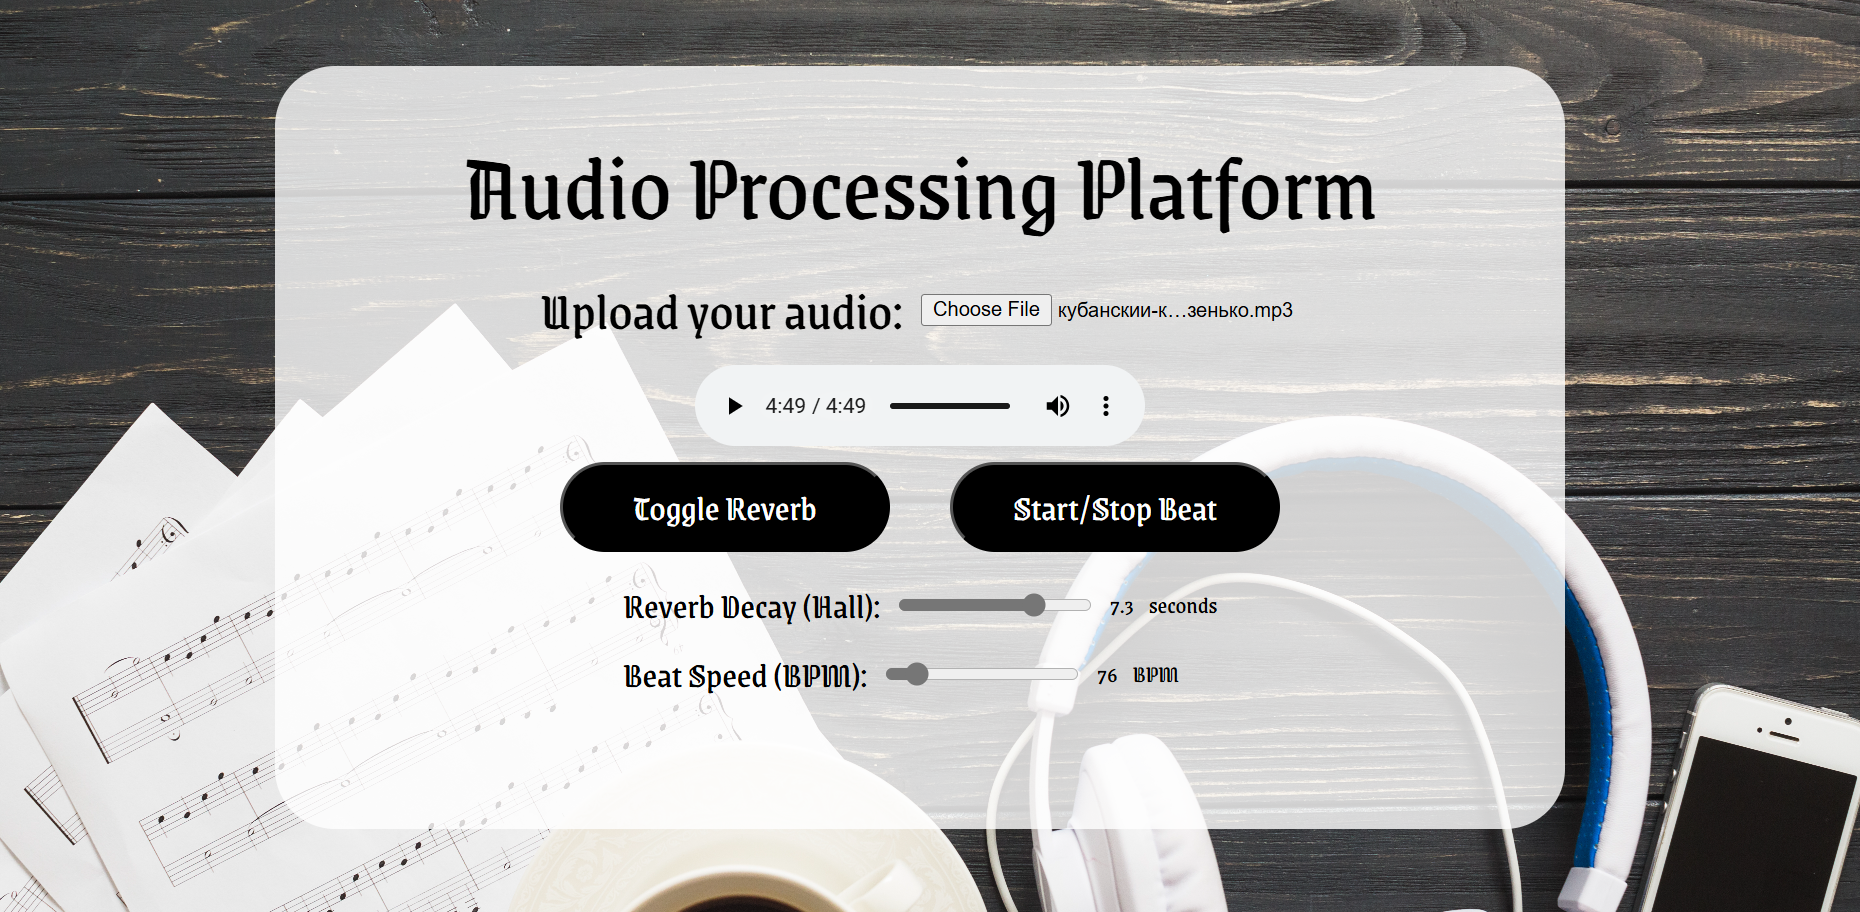 Audio Processing Platform
Upload your audio: Choose File кубанскии-к...зенько.mp3
4:49 / 4:49
Toggle Reverb Start/Stop Beat
Reverb Decay (Hall): 7.3 seconds
Beat Speed (BPM): 76 BPM